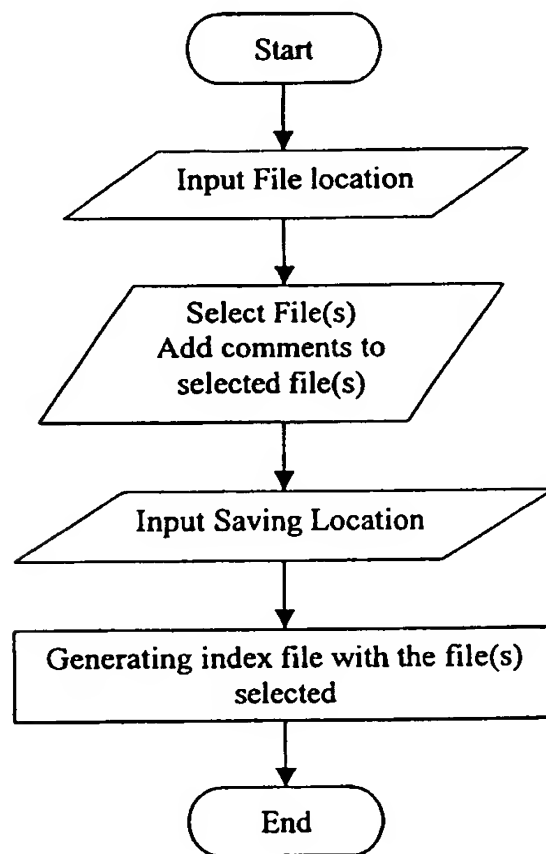 Start
Input File location
Select File(s)
Add comments to
selected file(s)
Input Saving Location
Generating index file with the file(s)
selected
End